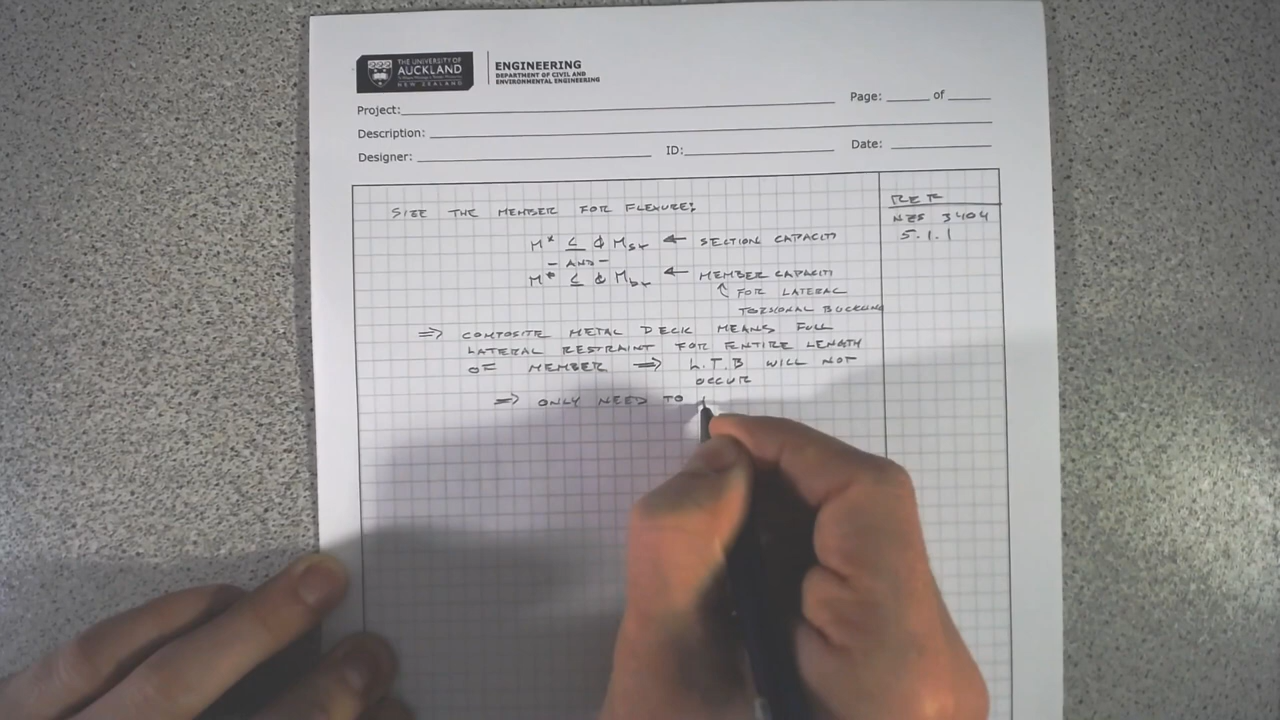 THE UNIVERSITY OF
AUCKLAND
NEW ZEALAND
ENGINEERING
DEPARTMENT OF CIVIL AND
ENVIRONMENTAL ENGINEERING
Project:
Page: of
Description:
Designer: ID: Date:
REF
SIZE THE MEMBER FOR FLEXURE:
NZS 3404
5.1.1
M* ≤ φ Msx ← SECTION CAPACITY
- AND -
M* ≤ φ Mbx ← MEMBER CAPACITY
↑ FOR LATERAL
TORSIONAL BUCKLING
⇒ COMPOSITE METAL DECK MEANS FULL
LATERAL RESTRAINT FOR ENTIRE LENGTH
OF MEMBER ⇒ L.T.B WILL NOT
OCCUR
⇒ ONLY NEED TO